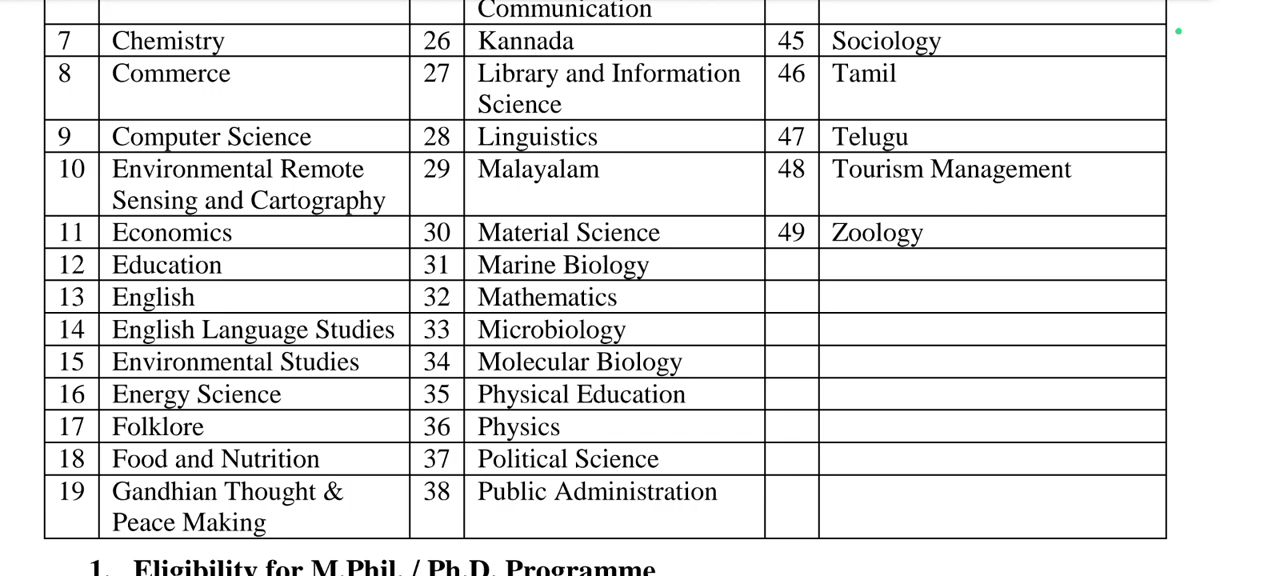 Communication
7 Chemistry 26 Kannada 45 Sociology
8 Commerce 27 Library and Information 46 Tamil
Science
9 Computer Science 28 Linguistics 47 Telugu
10 Environmental Remote 29 Malayalam 48 Tourism Management
Sensing and Cartography
11 Economics 30 Material Science 49 Zoology
12 Education 31 Marine Biology
13 English 32 Mathematics
14 English Language Studies 33 Microbiology
15 Environmental Studies 34 Molecular Biology
16 Energy Science 35 Physical Education
17 Folklore 36 Physics
18 Food and Nutrition 37 Political Science
19 Gandhian Thought & 38 Public Administration
Peace Making
1. Eligibility for M.Phil. / Ph.D. Programme